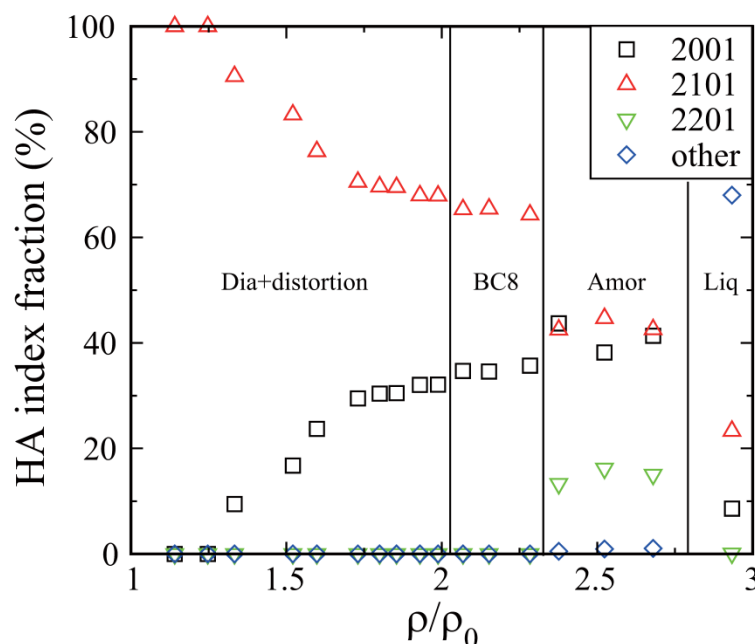 HA index fraction (%)
100
80
60
40
20
0
2001
2101
2201
other
Dia+distortion
BC8
Amor
Liq
1
1.5
2
2.5
3
ρ/ρ0